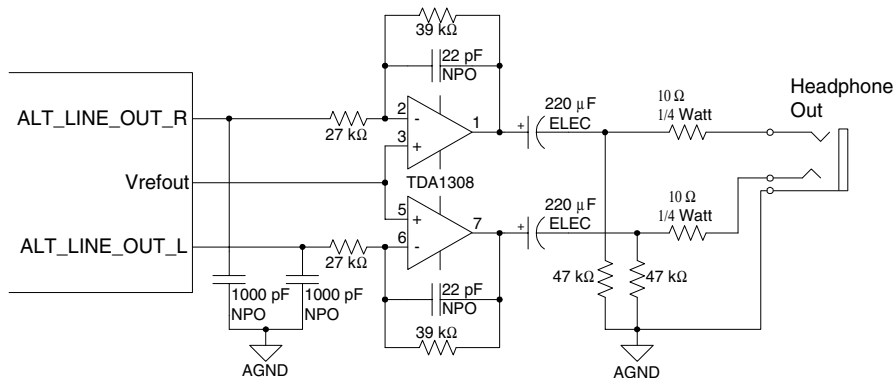 39 kΩ
22 pF
NPO
ALT_LINE_OUT_R
27 kΩ
2
-
3
+
1
TDA1308
+
220 µF
ELEC
10 Ω
1/4 Watt
Headphone
Out
Vrefout
ALT_LINE_OUT_L
27 kΩ
5
+
6
-
7
+
220 µF
ELEC
10 Ω
1/4 Watt
1000 pF
NPO
1000 pF
NPO
22 pF
NPO
39 kΩ
47 kΩ
47 kΩ
AGND
AGND